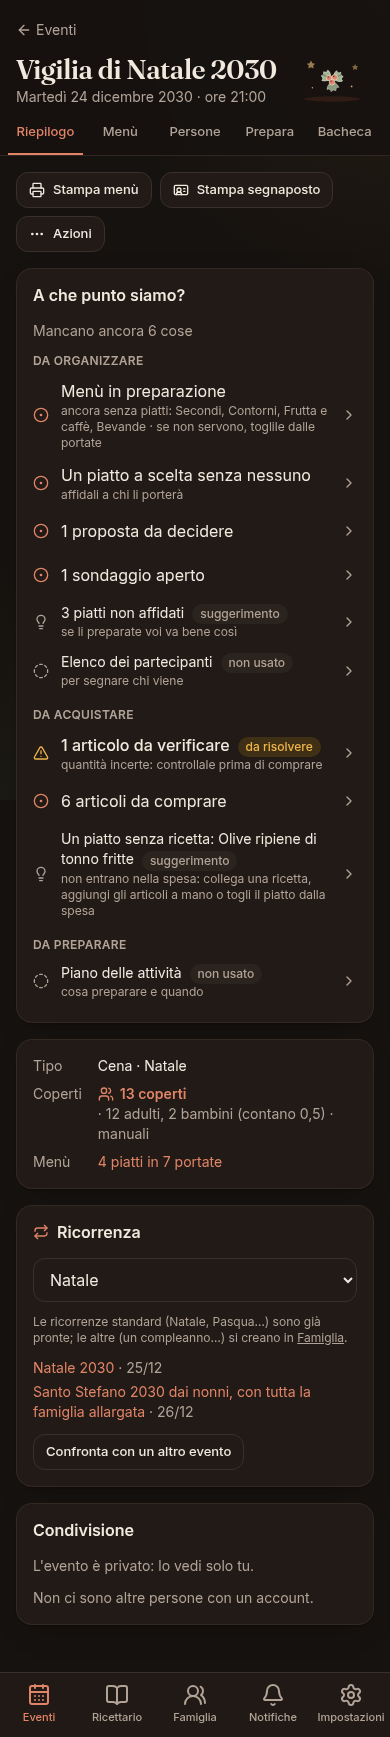 Eventi
Vigilia di Natale 2030
Martedì 24 dicembre 2030 · ore 21:00
Riepilogo Menù Persone Prepara Bacheca
Stampa menù Stampa segnaposto
Azioni
A che punto siamo?
Mancano ancora 6 cose
DA ORGANIZZARE
Menù in preparazione
ancora senza piatti: Secondi, Contorni, Frutta e
caffè, Bevande · se non servono, toglile dalle
portate
Un piatto a scelta senza nessuno
affidali a chi li porterà
1 proposta da decidere
1 sondaggio aperto
3 piatti non affidati suggerimento
se li preparate voi va bene così
Elenco dei partecipanti non usato
per segnare chi viene
DA ACQUISTARE
1 articolo da verificare da risolvere
quantità incerte: controllale prima di comprare
6 articoli da comprare
Un piatto senza ricetta: Olive ripiene di
tonno fritte suggerimento
non entrano nella spesa: collega una ricetta,
aggiungi gli articoli a mano o togli il piatto dalla
spesa
DA PREPARARE
Piano delle attività non usato
cosa preparare e quando
Tipo Cena · Natale
Coperti 13 coperti
· 12 adulti, 2 bambini (contano 0,5) ·
manuali
Menù 4 piatti in 7 portate
Ricorrenza
Natale
Le ricorrenze standard (Natale, Pasqua…) sono già
pronte; le altre (un compleanno…) si creano in Famiglia.
Natale 2030 · 25/12
Santo Stefano 2030 dai nonni, con tutta la
famiglia allargata · 26/12
Confronta con un altro evento
Condivisione
L'evento è privato: lo vedi solo tu.
Non ci sono altre persone con un account.
Eventi Ricettario Famiglia Notifiche Impostazioni